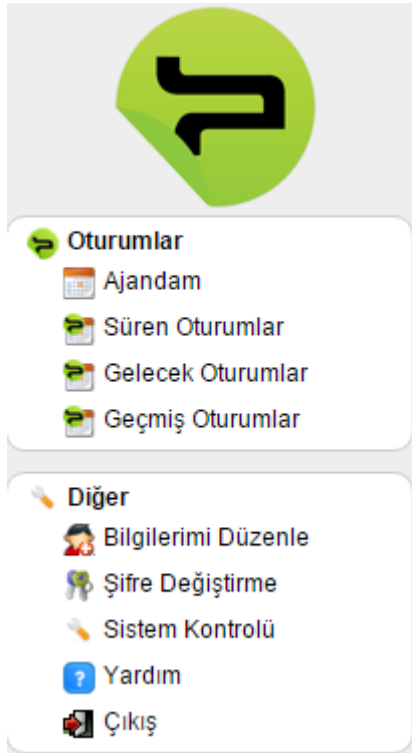 Oturumlar
Ajandam
Süren Oturumlar
Gelecek Oturumlar
Geçmiş Oturumlar
Diğer
Bilgilerimi Düzenle
Şifre Değiştirme
Sistem Kontrolü
Yardım
Çıkış